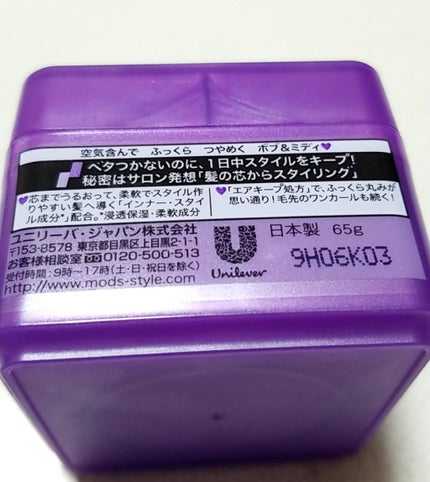 空気含んで ふっくら つやめく ボブ&ミディ♥
ベタつかないのに、1日中スタイルをキープ!
秘密はサロン発想「髪の芯からスタイリング」
♥芯までうるおって、柔軟でスタイル作
りやすい髪へ導く「インナー・スタイ
ル成分*」配合。*浸透保湿・柔軟成分
♥「エアキープ処方」で、ふっくら丸みが
思い通り!毛先のワンカールも続く!
ユニリーバ・ジャパン株式会社
〒153-8578 東京都目黒区上目黒2-1-1
お客様相談室 0120-500-513
受付時間:9時〜17時(土・日・祝日を除く)
http://www.mods-style.com
Unilever
日本製 65g
9H06K03